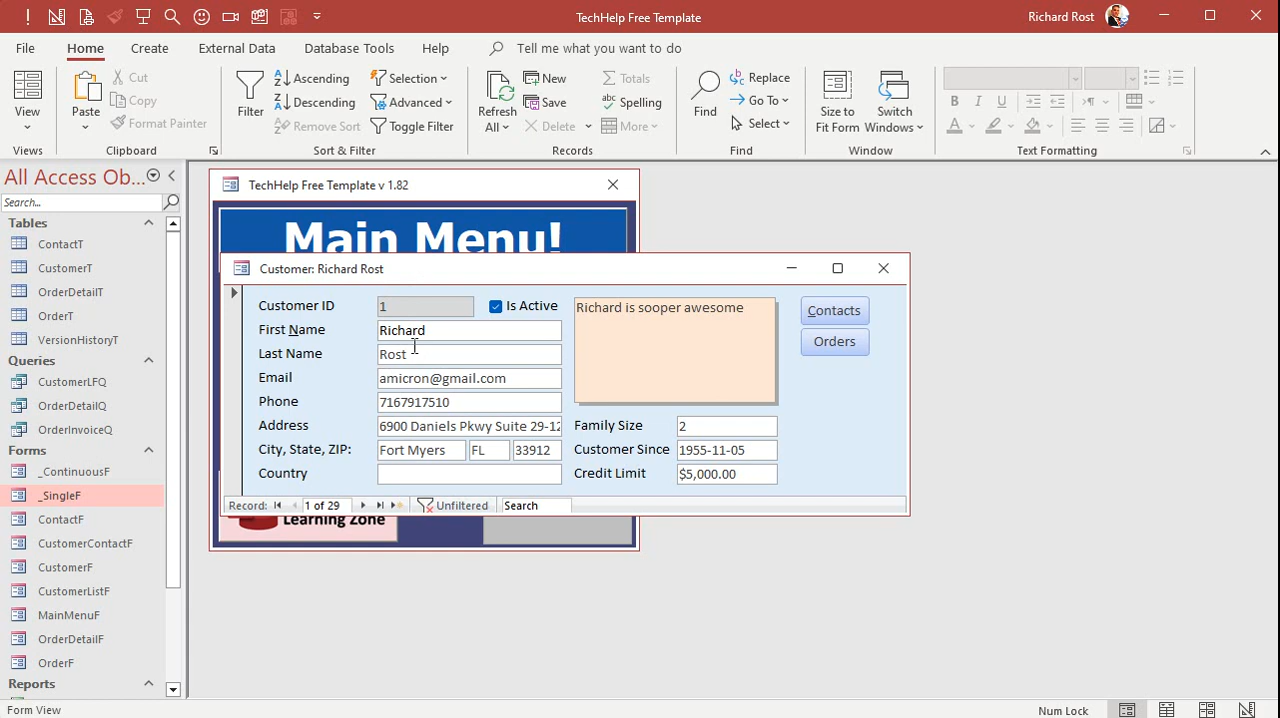 TechHelp Free Template
Richard Rost
File Home Create External Data Database Tools Help Tell me what you want to do
View
Views
Paste
Cut
Copy
Format Painter
Clipboard
Filter
Ascending
Descending
Remove Sort
Selection
Advanced
Toggle Filter
Sort & Filter
Refresh All
New
Save
Delete
Totals
Spelling
More
Records
Find
Replace
Go To
Select
Find
Size to Fit Form
Switch Windows
Window
B I U
A
Text Formatting
All Access Ob...
Search...
Tables
ContactT
CustomerT
OrderDetailT
OrderT
VersionHistoryT
Queries
CustomerLFQ
OrderDetailQ
OrderInvoiceQ
Forms
_ContinuousF
_SingleF
ContactF
CustomerContactF
CustomerF
CustomerListF
MainMenuF
OrderDetailF
OrderF
Reports
TechHelp Free Template v 1.82
Main Menu!
Customer: Richard Rost
Customer ID 1 Is Active
First Name Richard
Last Name Rost
Email amicron@gmail.com
Phone 7167917510
Address 6900 Daniels Pkwy Suite 29-12
City, State, ZIP: Fort Myers FL 33912
Country
Richard is sooper awesome
Family Size 2
Customer Since 1955-11-05
Credit Limit $5,000.00
Contacts
Orders
Record: 1 of 29 Unfiltered Search
Learning Zone
Form View
Num Lock